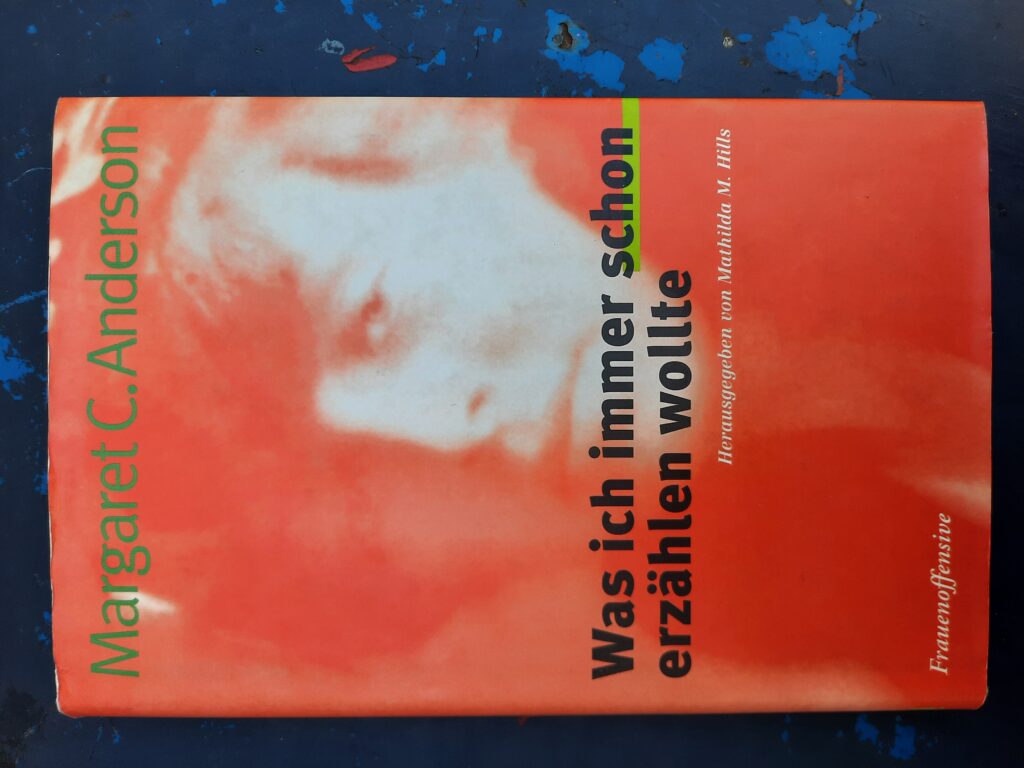 Margaret C. Anderson
Was ich immer schon
erzählen wollte
Herausgegeben von Mathilda M. Hills
Frauenoffensive